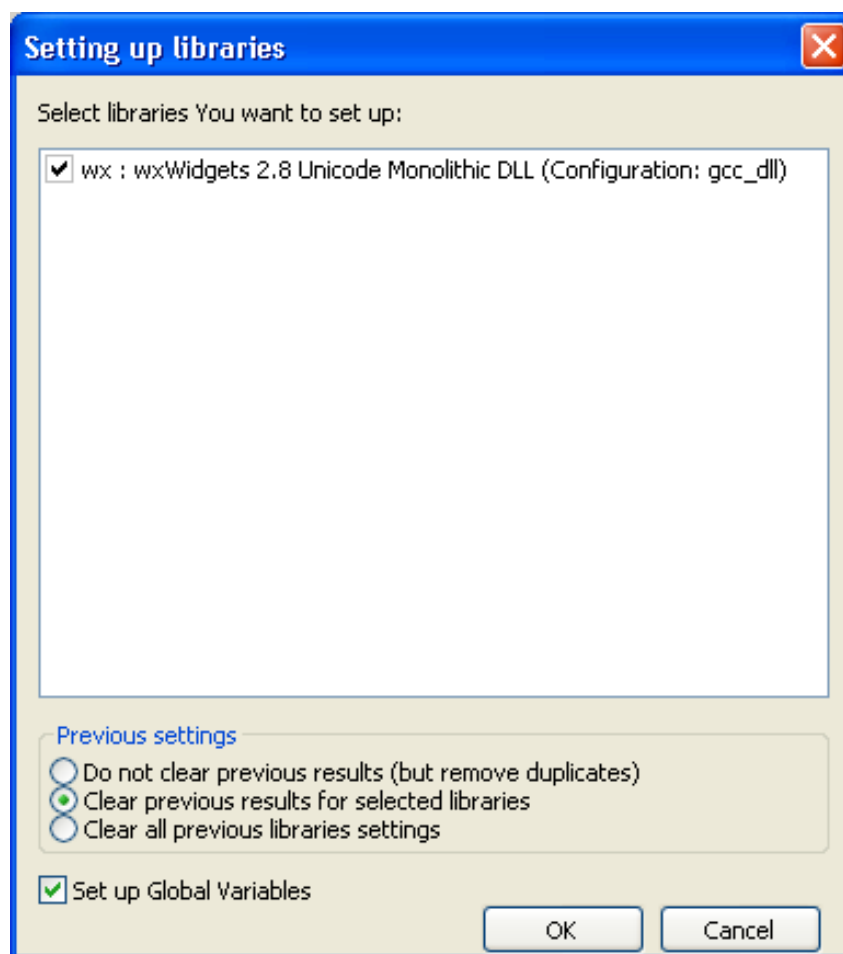 Setting up libraries
Select libraries You want to set up:
wx : wxWidgets 2.8 Unicode Monolithic DLL (Configuration: gcc_dll)
Previous settings
Do not clear previous results (but remove duplicates)
Clear previous results for selected libraries
Clear all previous libraries settings
Set up Global Variables
OK Cancel